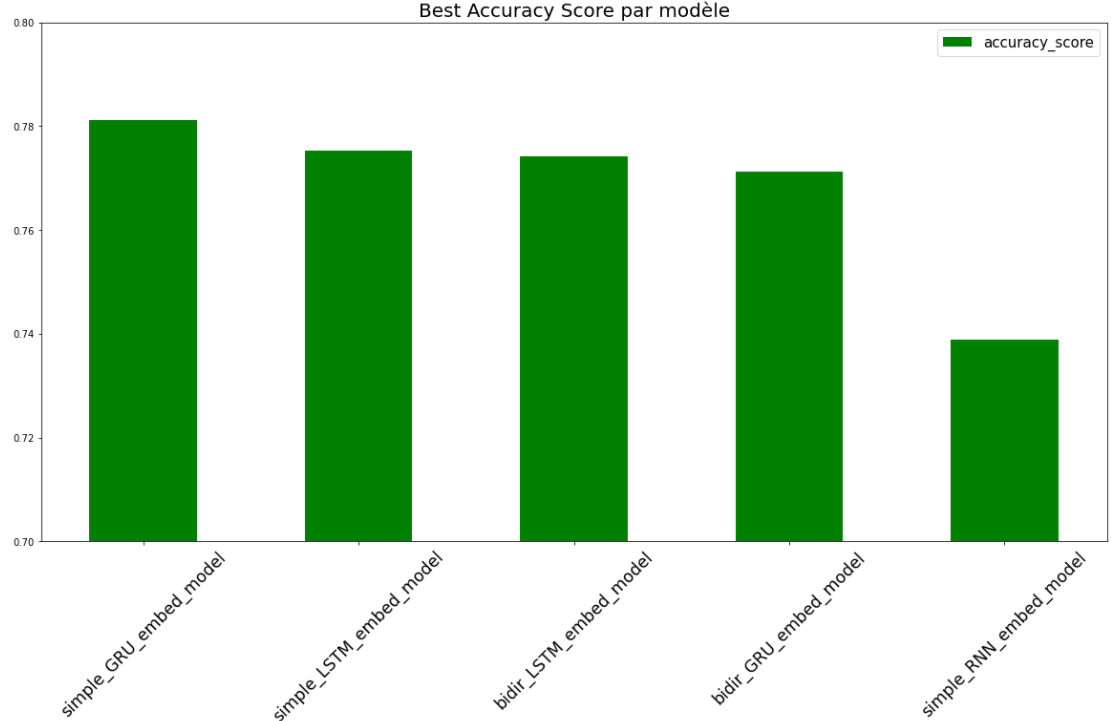 Best Accuracy Score par modèle
accuracy_score
0.80
0.78
0.76
0.74
0.72
0.70
simple_GRU_embed_model
simple_LSTM_embed_model
bidir_LSTM_embed_model
bidir_GRU_embed_model
simple_RNN_embed_model